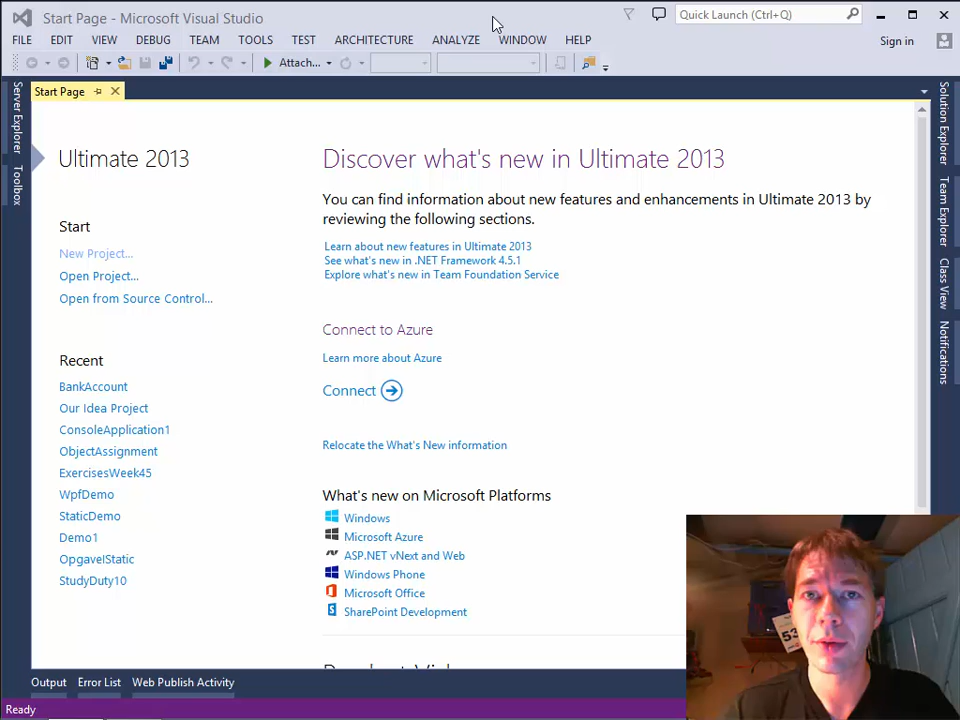 Start Page - Microsoft Visual Studio
Quick Launch (Ctrl+Q)
FILE EDIT VIEW DEBUG TEAM TOOLS TEST ARCHITECTURE ANALYZE WINDOW HELP
Sign in
Attach...
Start Page
Server Explorer
Toolbox
Solution Explorer
Team Explorer
Class View
Notifications
Ultimate 2013
Start
New Project...
Open Project...
Open from Source Control...
Recent
BankAccount
Our Idea Project
ConsoleApplication1
ObjectAssignment
ExercisesWeek45
WpfDemo
StaticDemo
Demo1
OpgaveIStatic
StudyDuty10
Discover what's new in Ultimate 2013
You can find information about new features and enhancements in Ultimate 2013 by
reviewing the following sections.
Learn about new features in Ultimate 2013
See what's new in .NET Framework 4.5.1
Explore what's new in Team Foundation Service
Connect to Azure
Learn more about Azure
Connect
Relocate the What's New information
What's new on Microsoft Platforms
Windows
Microsoft Azure
ASP.NET vNext and Web
Windows Phone
Microsoft Office
SharePoint Development
53
Output Error List Web Publish Activity
Ready